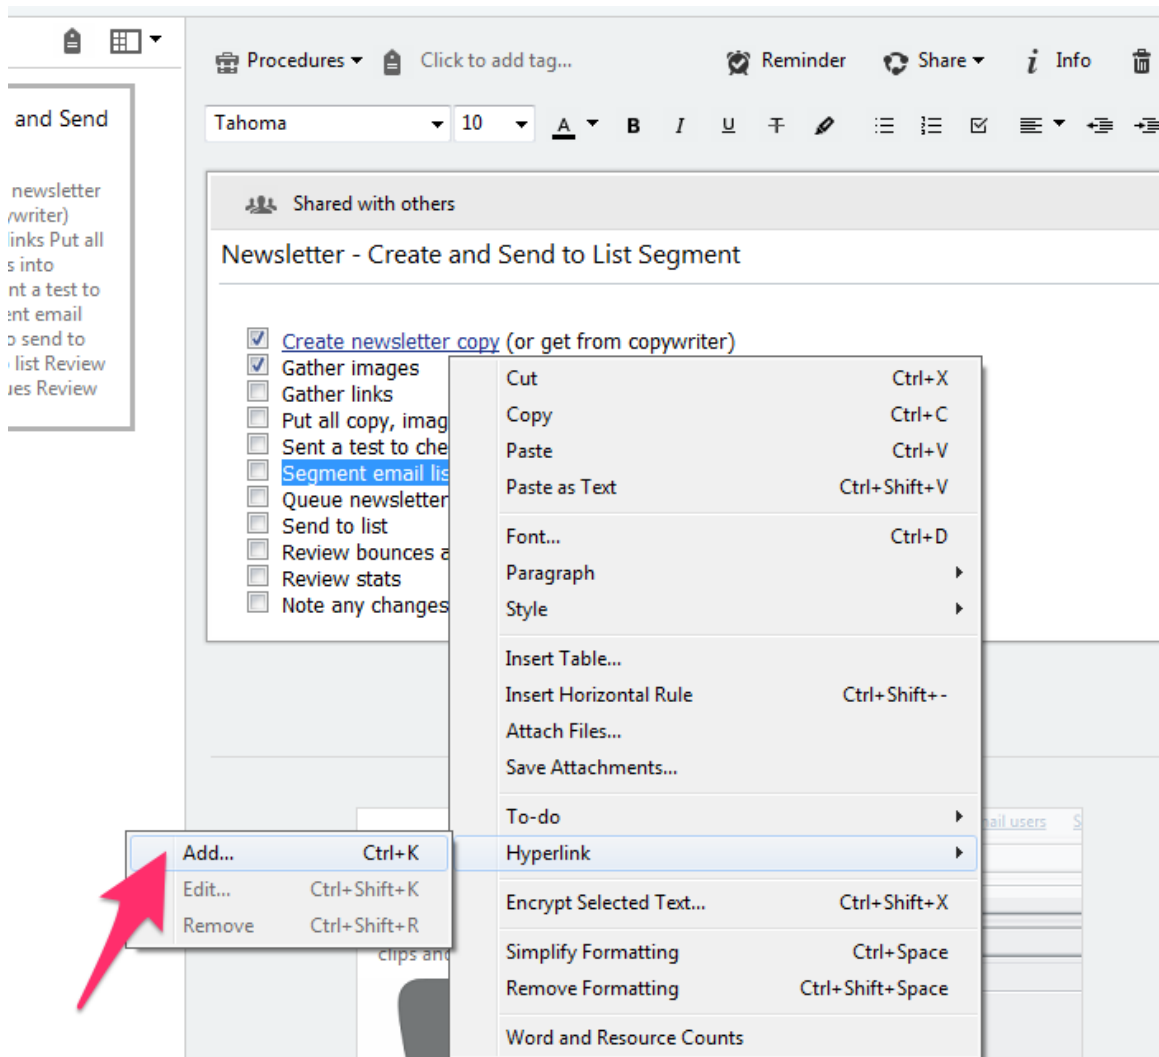 Procedures
Click to add tag...
Reminder
Share
i Info
and Send
Tahoma
10
A B I U T
newsletter
ywriter)
links Put all
s into
nt a test to
ent email
o send to
list Review
ues Review
Shared with others
Newsletter - Create and Send to List Segment
Create newsletter copy (or get from copywriter)
Gather images
Gather links
Put all copy, imag
Sent a test to che
Segment email lis
Queue newsletter
Send to list
Review bounces a
Review stats
Note any changes
Cut Ctrl+X
Copy Ctrl+C
Paste Ctrl+V
Paste as Text Ctrl+Shift+V
Font... Ctrl+D
Paragraph
Style
Insert Table...
Insert Horizontal Rule Ctrl+Shift+-
Attach Files...
Save Attachments...
To-do
Hyperlink
Encrypt Selected Text... Ctrl+Shift+X
Simplify Formatting Ctrl+Space
Remove Formatting Ctrl+Shift+Space
Word and Resource Counts
Add... Ctrl+K
Edit... Ctrl+Shift+K
Remove Ctrl+Shift+R
ail users S
clips and